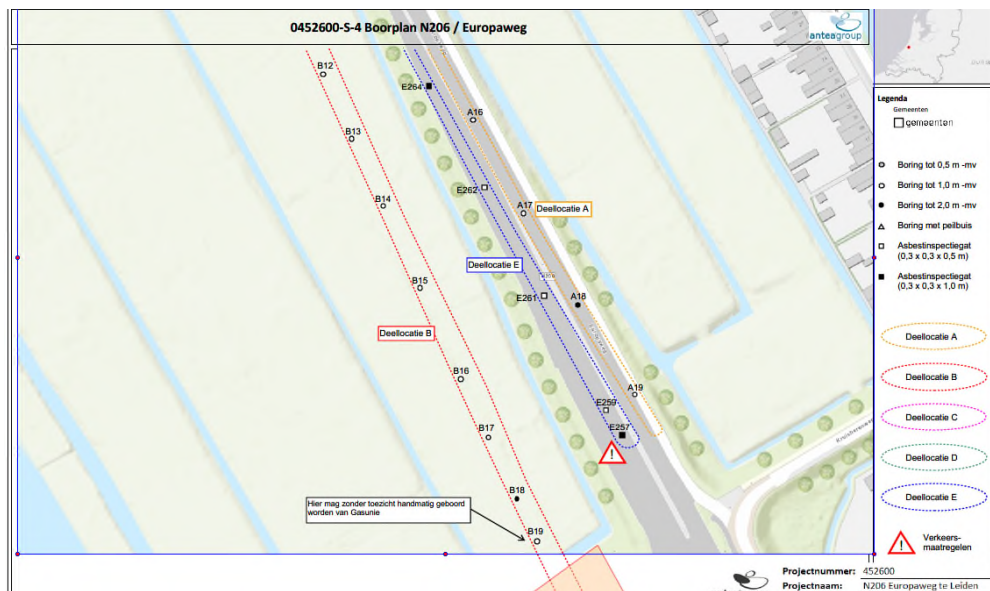 0452600-S-4 Boorplan N206 / Europaweg
anteagroup
B12
E264
A16
B13
E262
B14
A17
Deellocatie A
Deellocatie E
B15
E261
A18
Deellocatie B
B16
A19
E259
B17
E257
B18
Hier mag zonder toezicht handmatig geboord
worden van Gasunie
B19
Legenda
Gemeenten
gemeenten
Boring tot 0,5 m -mv
Boring tot 1,0 m -mv
Boring tot 2,0 m -mv
Boring met peilbuis
Asbestinspectiegat
(0,3 x 0,3 x 0,5 m)
Asbestinspectiegat
(0,3 x 0,3 x 1,0 m)
Deellocatie A
Deellocatie B
Deellocatie C
Deellocatie D
Deellocatie E
Verkeers-
maatregelen
Projectnummer: 452600
Projectnaam: N206 Europaweg te Leiden